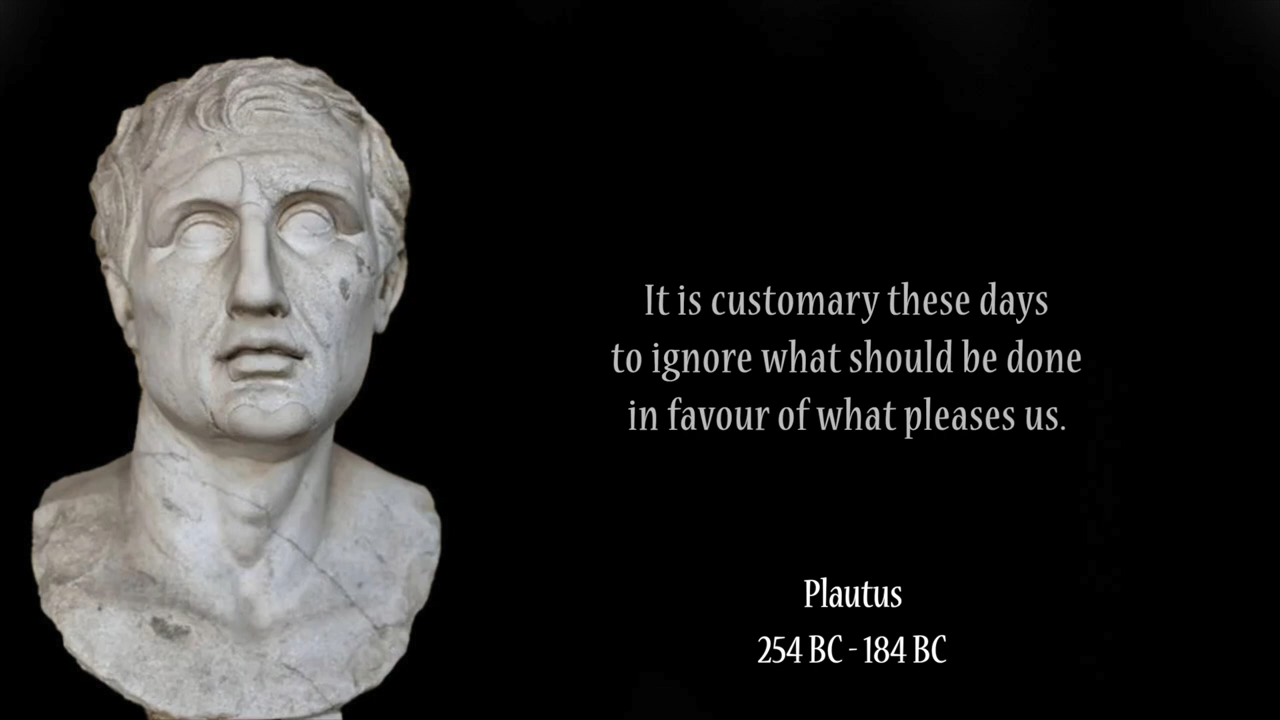 It is customary these days
to ignore what should be done
in favour of what pleases us.
Plautus
254 BC - 184 BC